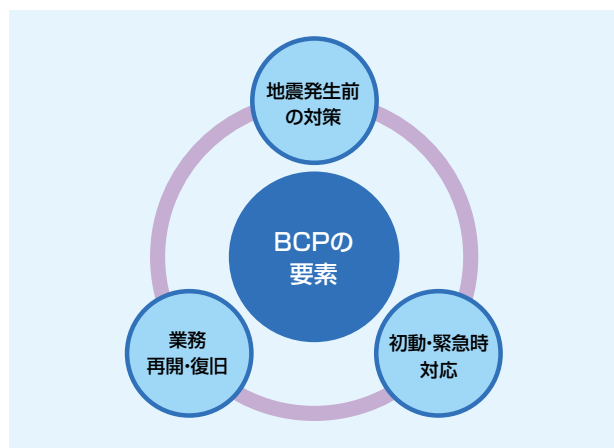 地震発生前
の対策
BCPの
要素
業務
再開・復旧
初動・緊急時
対応